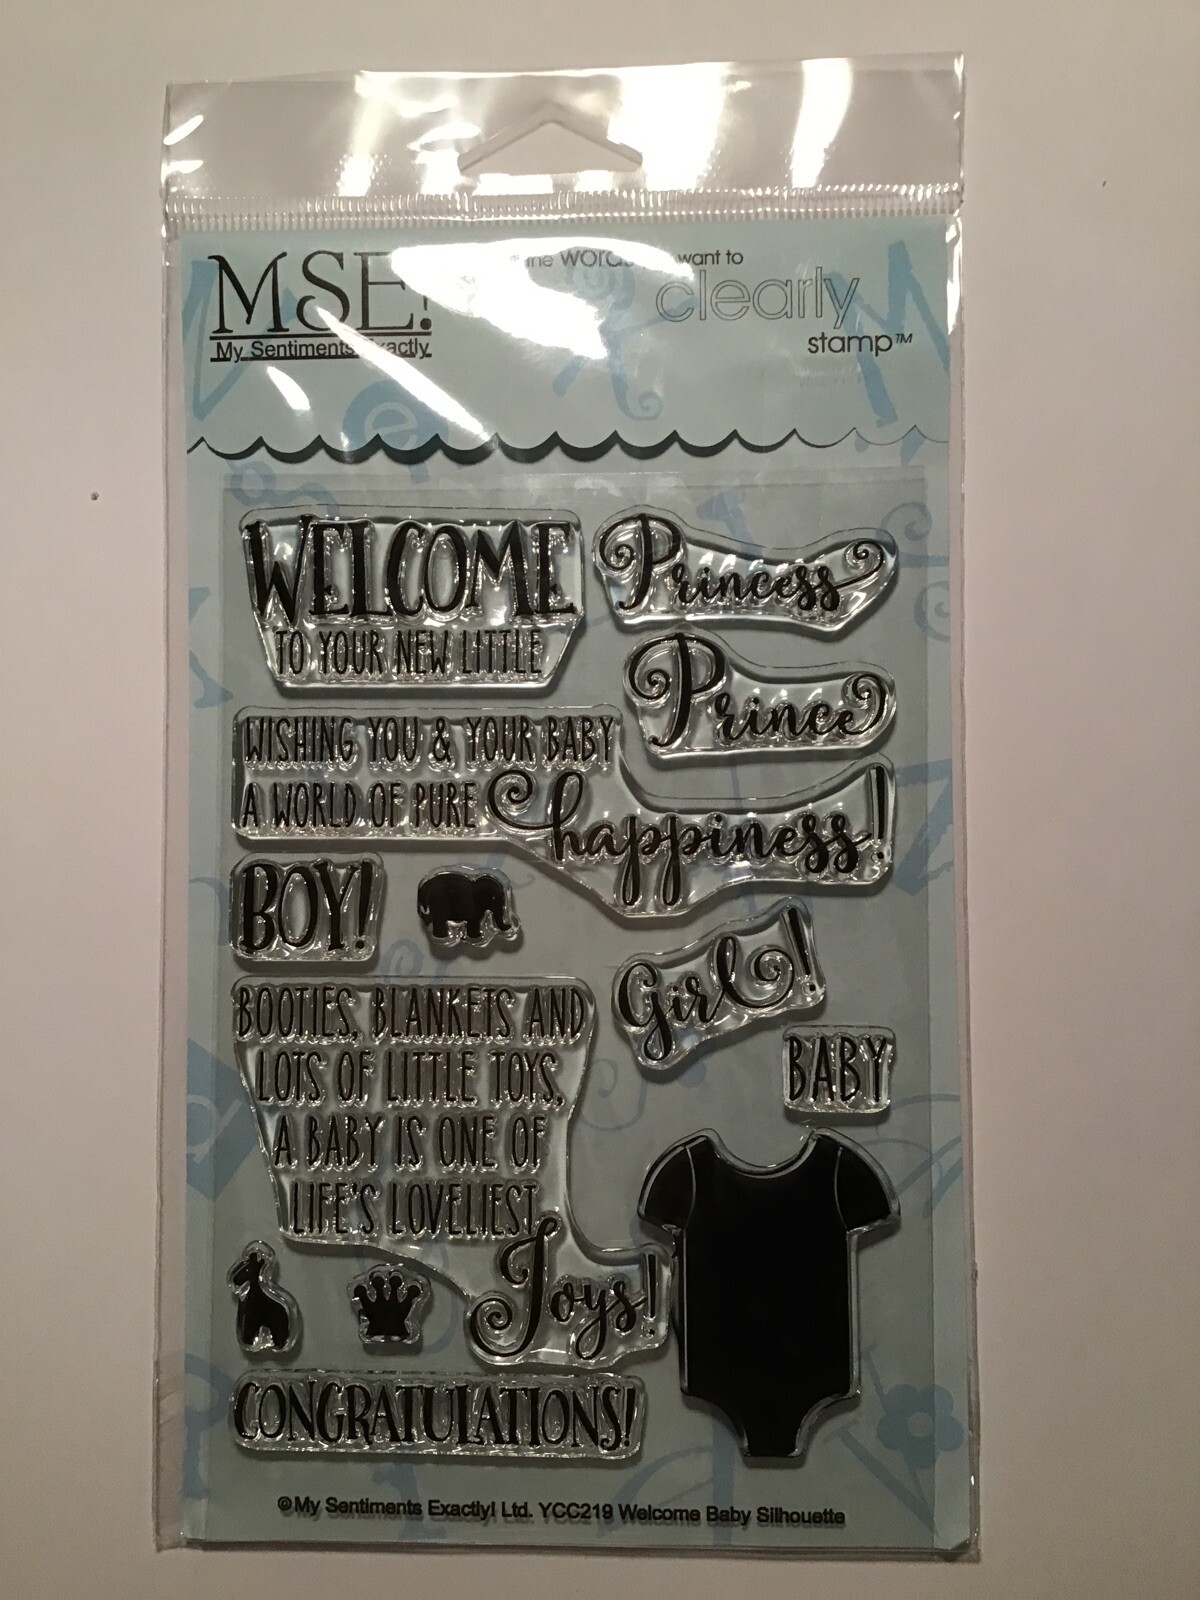 MSE!
My Sentiments Exactly
the words want to
clearly
stamp™
WELCOME
TO YOUR NEW LITTLE
Princess
Prince
WISHING YOU & YOUR BABY
A WORLD OF PURE
happiness!
BOY!
Girl!
BOOTIES, BLANKETS AND
LOTS OF LITTLE TOYS,
A BABY IS ONE OF
LIFE'S LOVELIEST
Joys!
BABY
CONGRATULATIONS!
©My Sentiments Exactly! Ltd. YCC219 Welcome Baby Silhouette